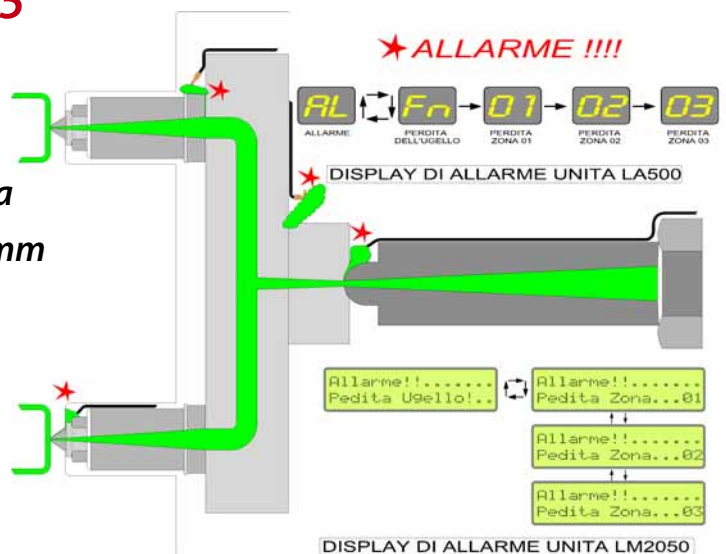 ALLARME !!!!
AL Fn 01 02 03
ALLARME
PERDITA DELL'UGELLO
PERDITA ZONA 01
PERDITA ZONA 02
PERDITA ZONA 03
DISPLAY DI ALLARME UNITA LA500
a
mm
Allarme!!.......
Pedita Ugello!..
Allarme!!.......
Pedita Zona...01
Allarme!!.......
Pedita Zona...02
Allarme!!.......
Pedita Zona...03
DISPLAY DI ALLARME UNITA LM2050